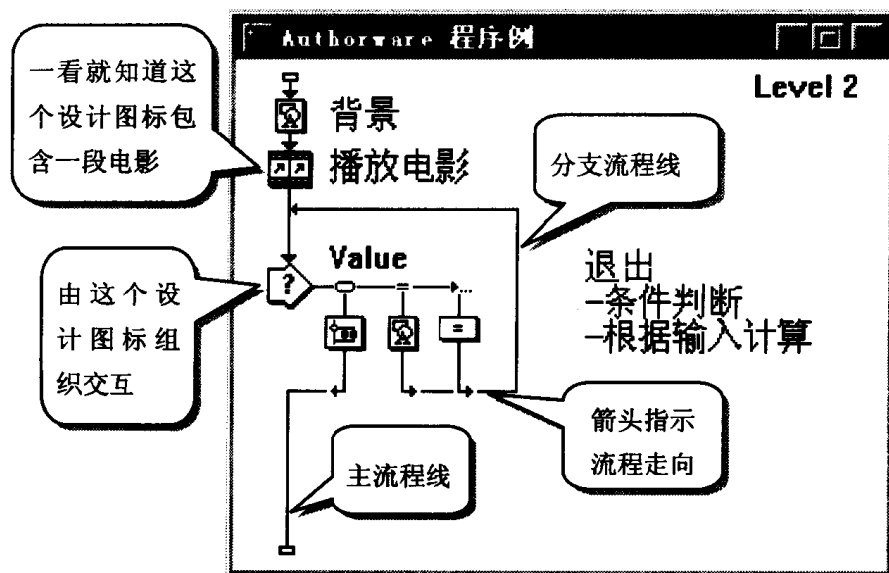 Authorware 程序例
Level 2
一看就知道这
个设计图标包
含一段电影
背景
播放电影
分支流程线
Value
?
=
...
=
由这个设
计图标组
织交互
退出
-条件判断
-根据输入计算
箭头指示
流程走向
主流程线